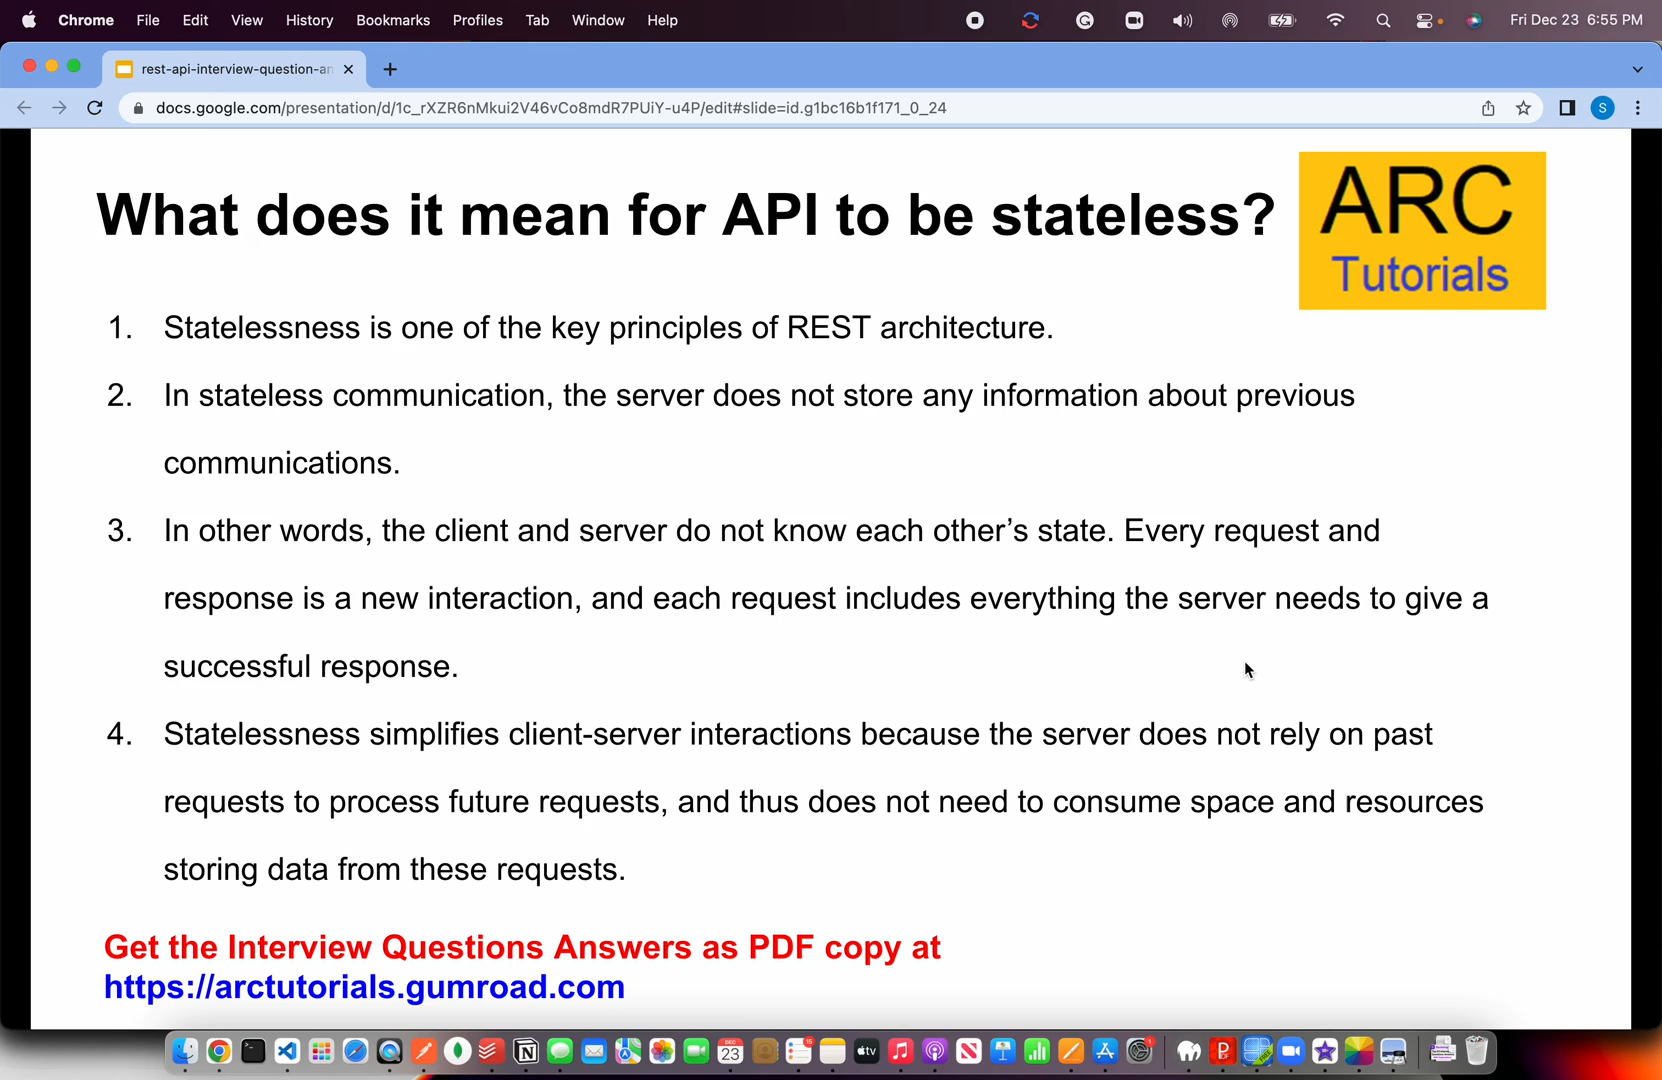 Chrome File Edit View History Bookmarks Profiles Tab Window Help Fri Dec 23 6:55 PM
rest-api-interview-question-an
docs.google.com/presentation/d/1c_rXZR6nMkui2V46vCo8mdR7PUiY-u4P/edit#slide=id.g1bc16b1f171_0_24
S
What does it mean for API to be stateless?
ARC
Tutorials
1. Statelessness is one of the key principles of REST architecture.
2. In stateless communication, the server does not store any information about previous
communications.
3. In other words, the client and server do not know each other’s state. Every request and
response is a new interaction, and each request includes everything the server needs to give a
successful response.
4. Statelessness simplifies client-server interactions because the server does not rely on past
requests to process future requests, and thus does not need to consume space and resources
storing data from these requests.
Get the Interview Questions Answers as PDF copy at
https://arctutorials.gumroad.com
DEC
23
tv